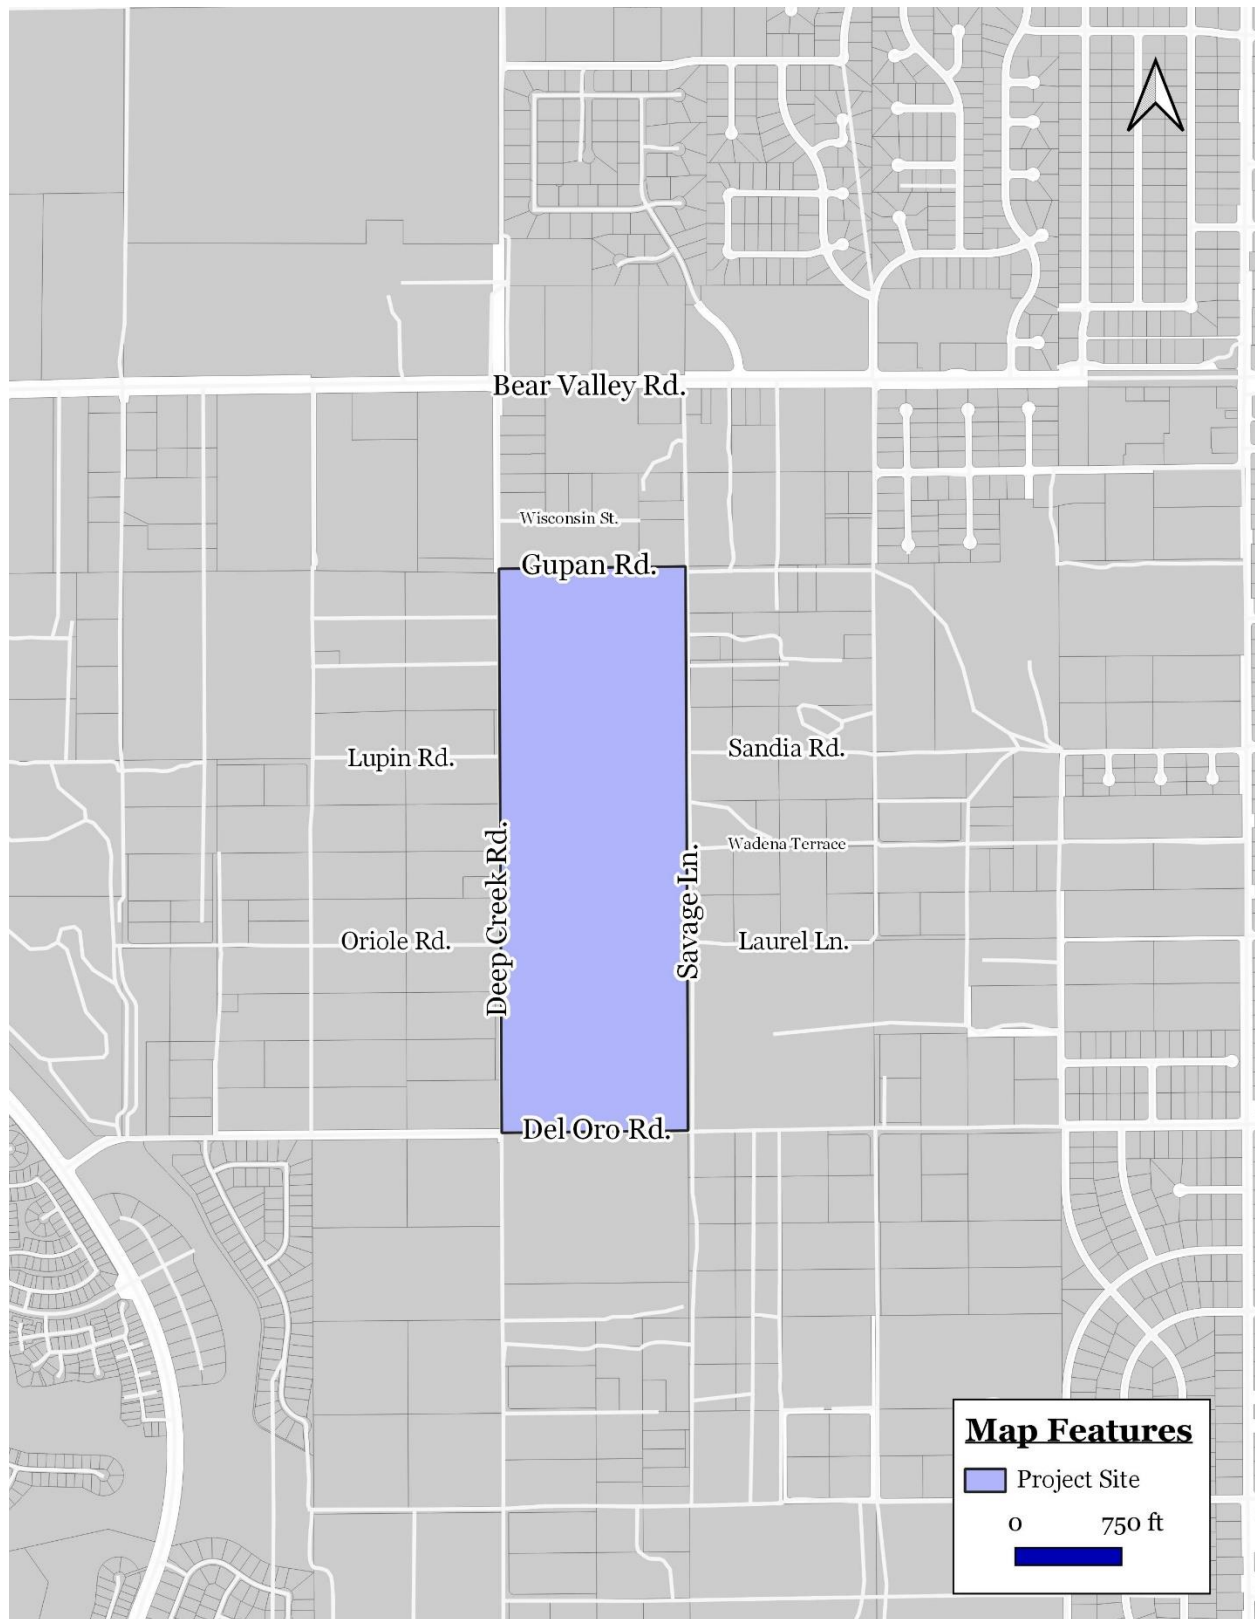 Bear Valley Rd.
Wisconsin St.
Gupan Rd.
Lupin Rd.
Sandia Rd.
Deep Creek Rd.
Savage Ln.
Wadena Terrace
Oriole Rd.
Laurel Ln.
Del Oro Rd.
Map Features
Project Site
0 750 ft